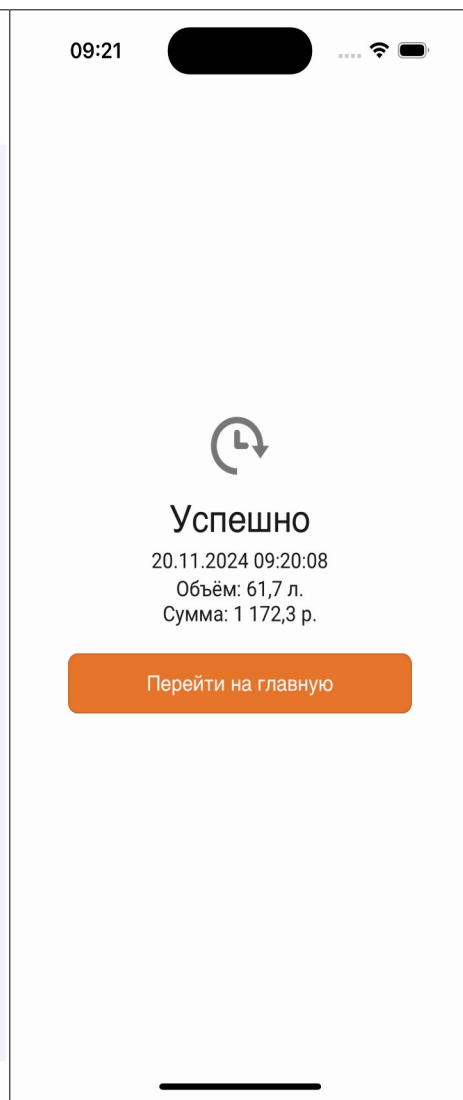 09:21
Успешно
20.11.2024 09:20:08
Объём: 61,7 л.
Сумма: 1 172,3 р.
Перейти на главную